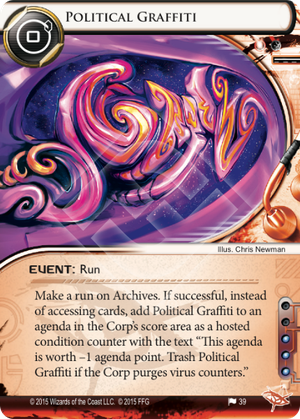 POLITICAL GRAFFITI
0
Illus. Chris Newman
EVENT: Run
Make a run on Archives. If successful, instead
of accessing cards, add Political Graffiti to an
agenda in the Corp's score area as a hosted
condition counter with the text “This agenda
is worth –1 agenda point. Trash Political
Graffiti if the Corp purges virus counters.”
© 2015 Wizards of the Coast LLC. © 2015 FFG
39